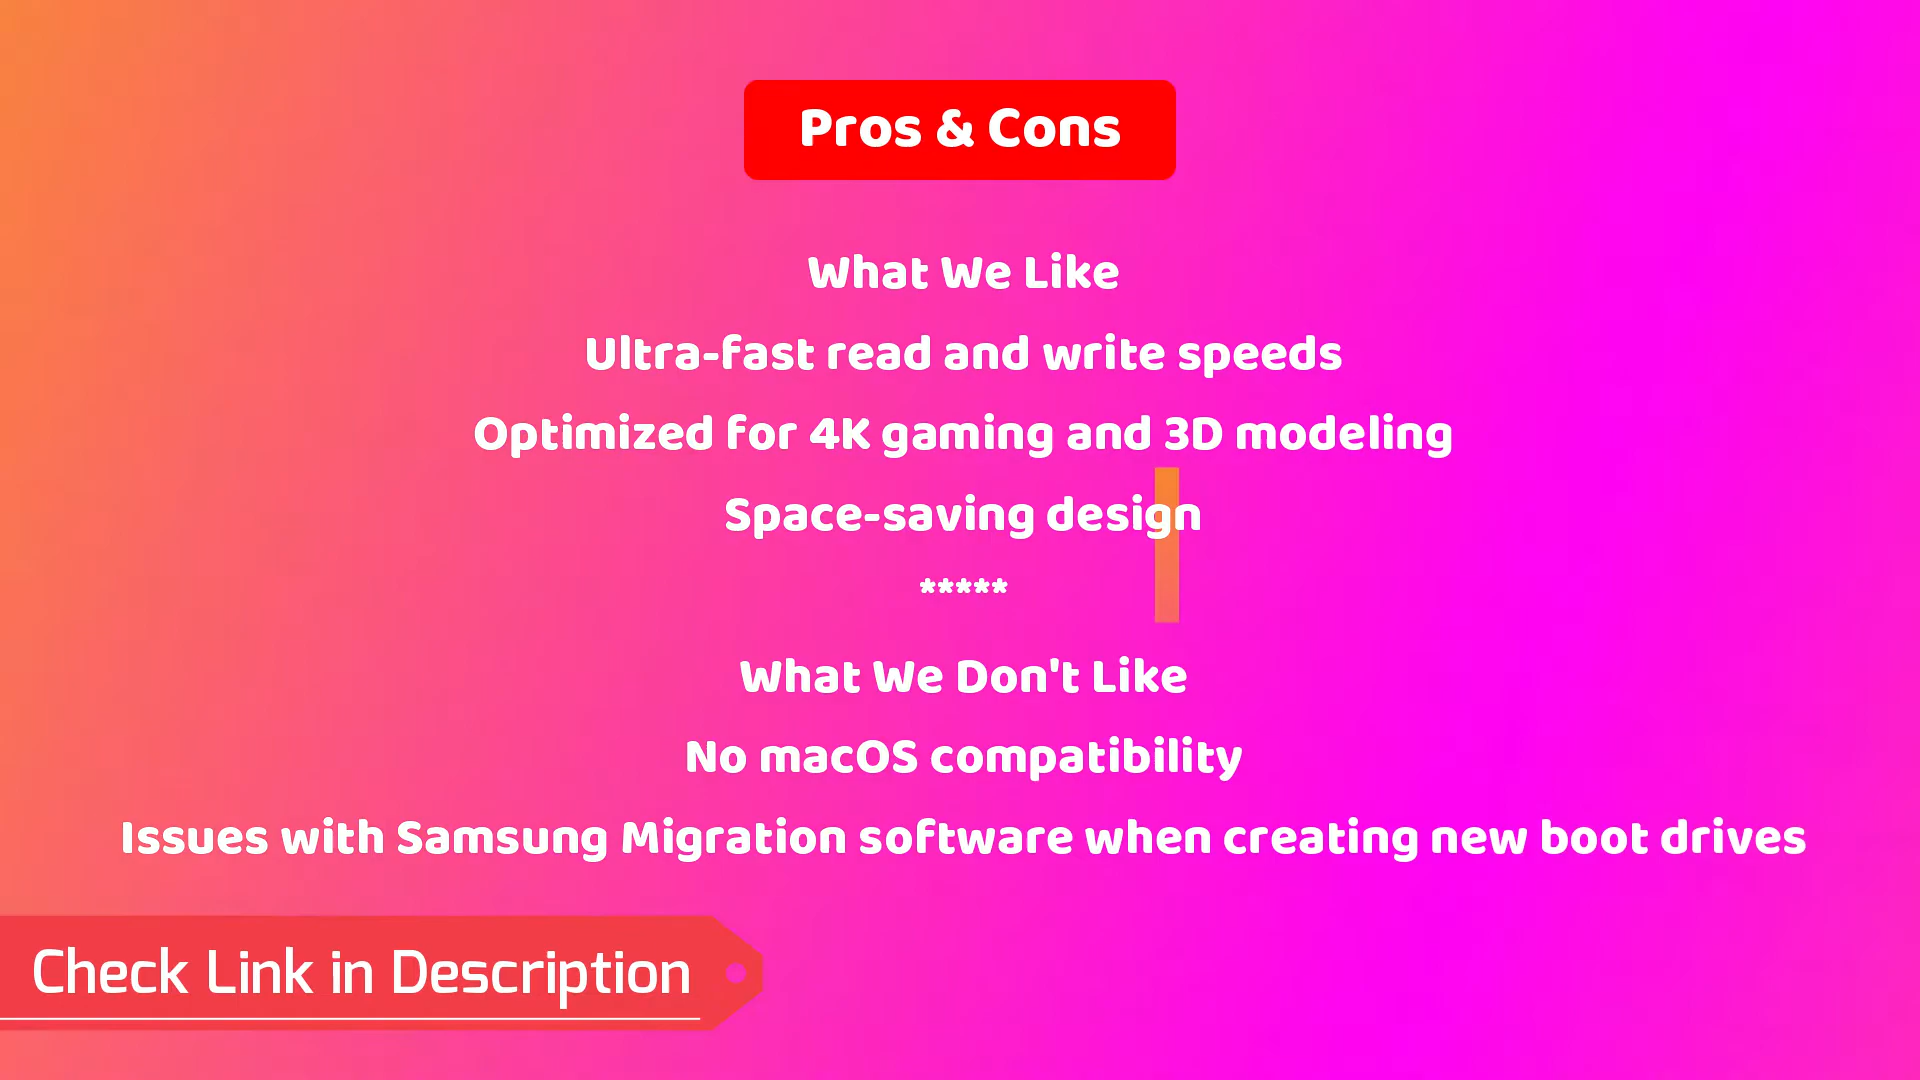 Pros & Cons
What We Like
Ultra-fast read and write speeds
Optimized for 4K gaming and 3D modeling
Space-saving design
*****
What We Don't Like
No macOS compatibility
Issues with Samsung Migration software when creating new boot drives
Check Link in Description